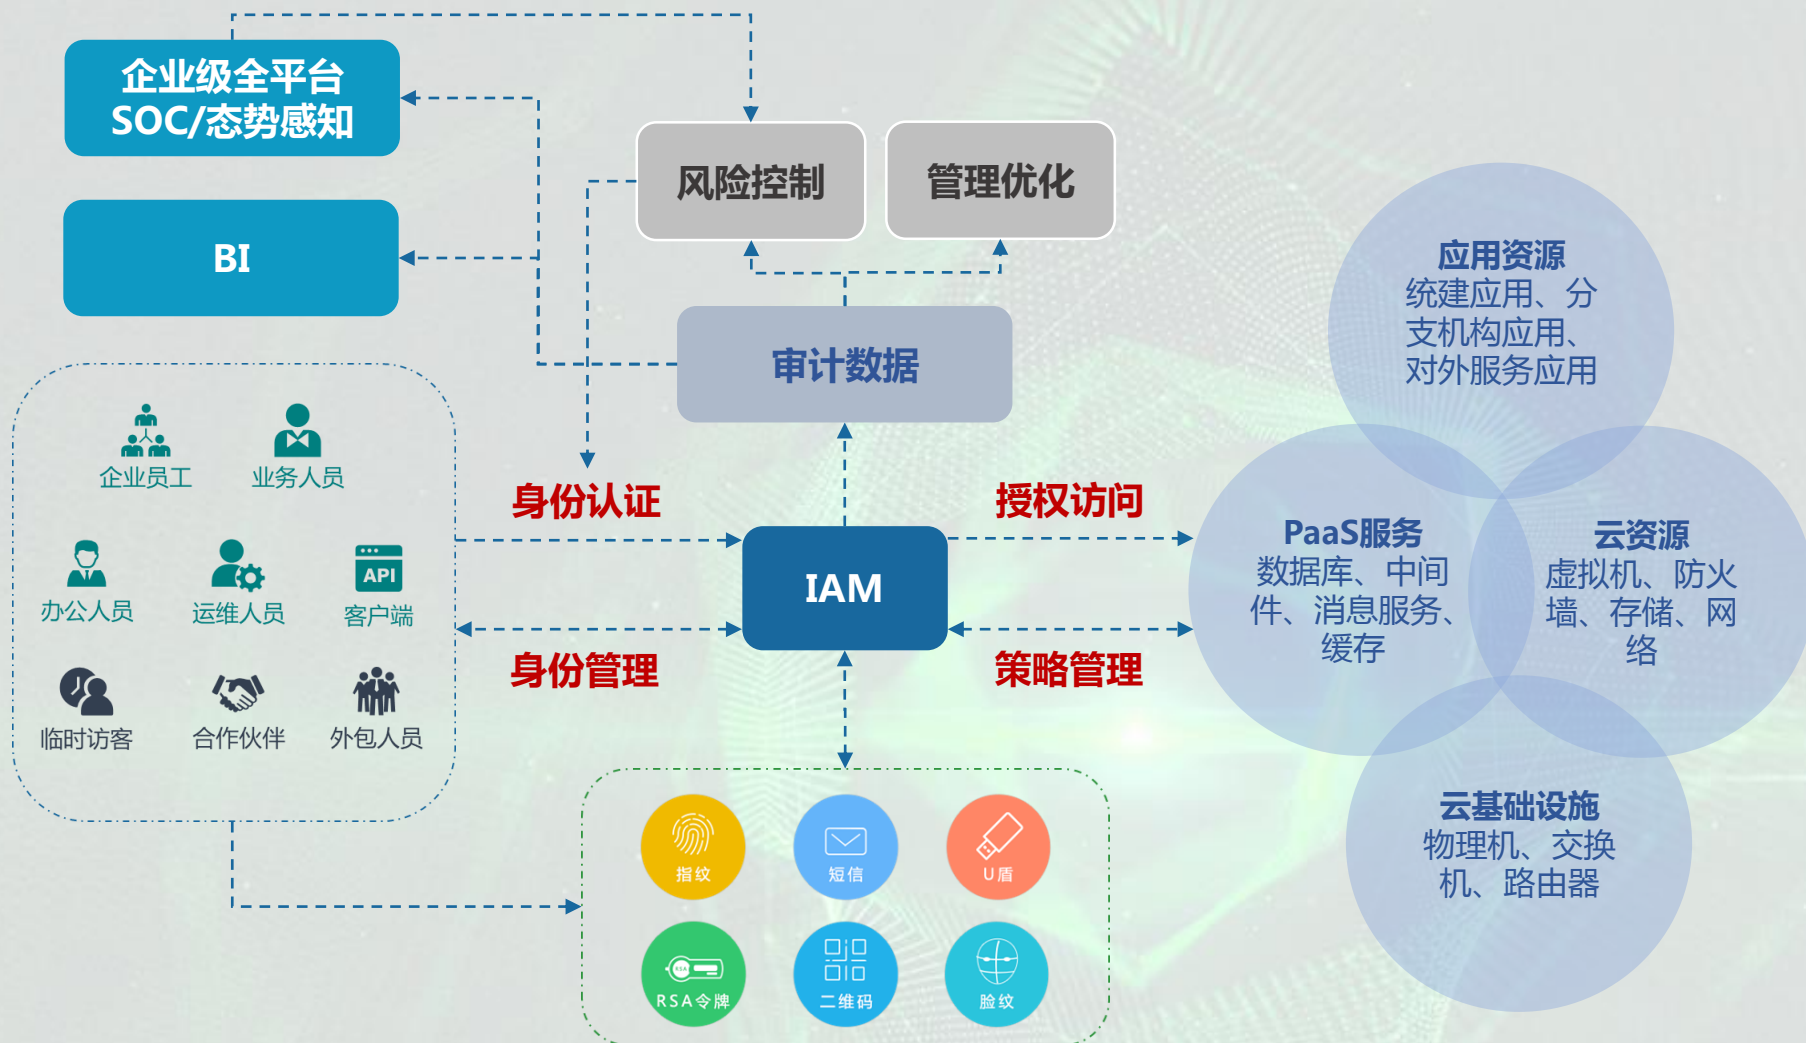 企业级全平台
SOC/态势感知
BI
风险控制
管理优化
审计数据
企业员工
业务人员
办公人员
运维人员
API
客户端
临时访客
合作伙伴
外包人员
身份认证
身份管理
IAM
授权访问
策略管理
应用资源
统建应用、分
支机构应用、
对外服务应用
PaaS服务
数据库、中间
件、消息服务、
缓存
云资源
虚拟机、防火
墙、存储、网
络
云基础设施
物理机、交换
机、路由器
指纹
短信
U盾
RSA
RSA令牌
二维码
脸纹